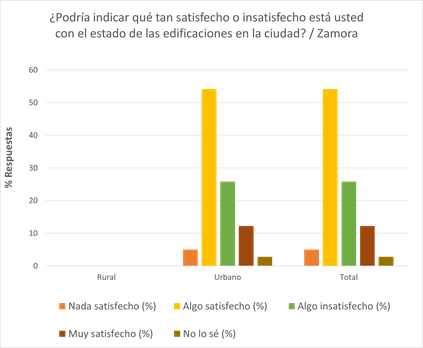 ¿Podría indicar qué tan satisfecho o insatisfecho está usted
con el estado de las edificaciones en la ciudad? / Zamora
60
50
40
30
20
10
0
% Respuestas
Rural Urbano Total
Nada satisfecho (%) Algo satisfecho (%) Algo insatisfecho (%)
Muy satisfecho (%) No lo sé (%)